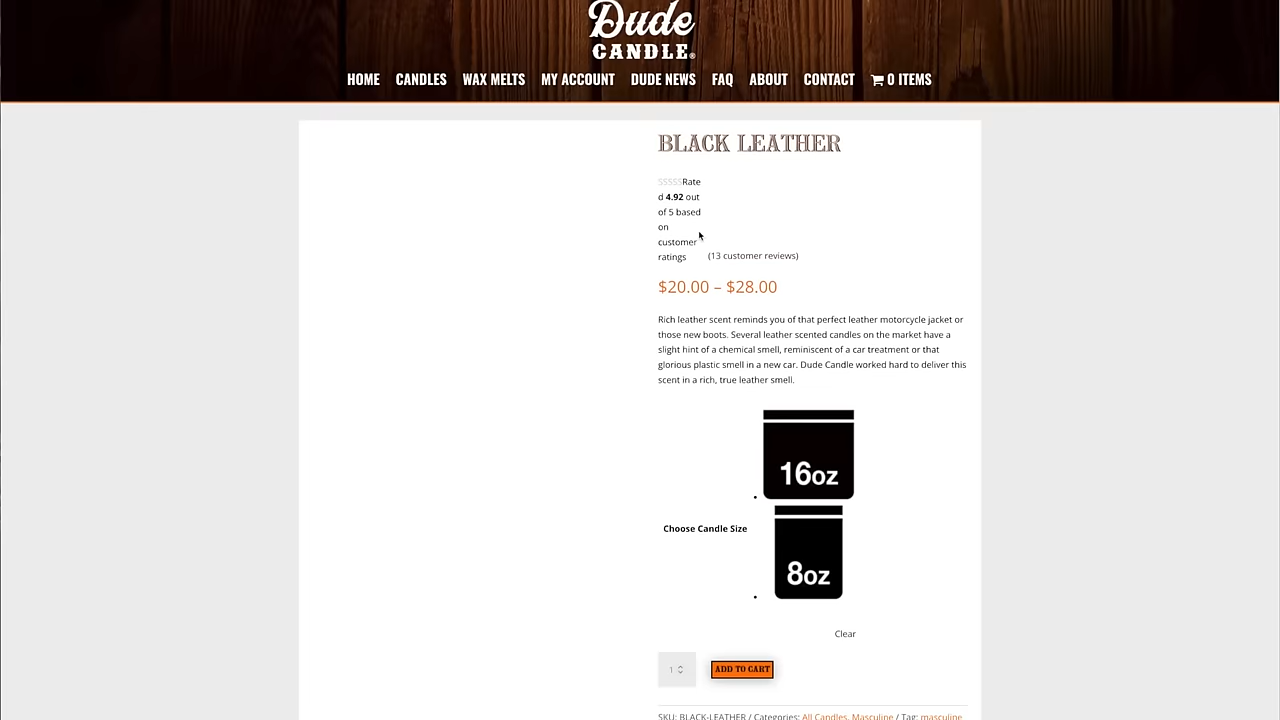 Dude
CANDLE®
HOME CANDLES WAX MELTS MY ACCOUNT DUDE NEWS FAQ ABOUT CONTACT 0 ITEMS
BLACK LEATHER
SSSSSRate
d 4.92 out
of 5 based
on
customer
ratings
(13 customer reviews)
$20.00 – $28.00
Rich leather scent reminds you of that perfect leather motorcycle jacket or
those new boots. Several leather scented candles on the market have a
slight hint of a chemical smell, reminiscent of a car treatment or that
glorious plastic smell in a new car. Dude Candle worked hard to deliver this
scent in a rich, true leather smell.
16oz
Choose Candle Size
8oz
Clear
1
ADD TO CART
SKU: BLACK-LEATHER / Categories: All Candles, Masculine / Tag: masculine